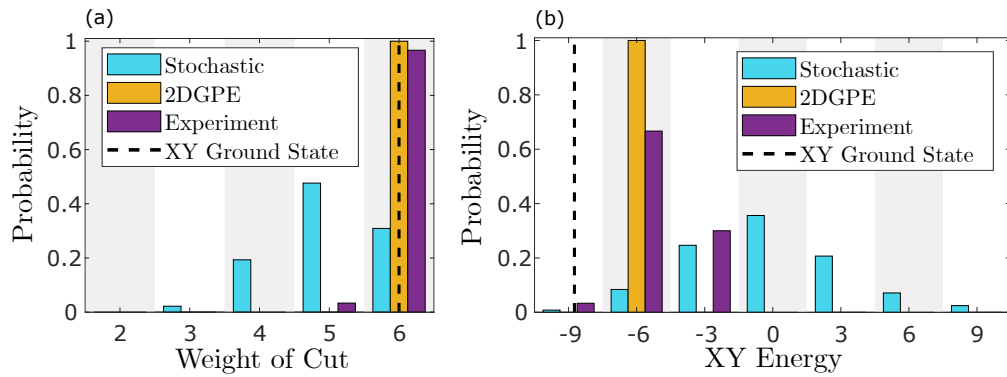 (a)
Probability
1
0.8
0.6
0.4
0.2
0
Stochastic
2DGPE
Experiment
XY Ground State
2 3 4 5 6
Weight of Cut
(b)
Probability
1
0.8
0.6
0.4
0.2
0
Stochastic
2DGPE
Experiment
XY Ground State
-9 -6 -3 0 3 6 9
XY Energy